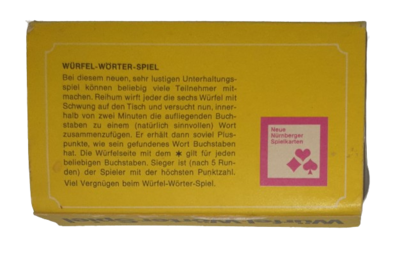 WÜRFEL-WÖRTER-SPIEL
Bei diesem neuen, sehr lustigen Unterhaltungs-
spiel können beliebig viele Teilnehmer mit-
machen. Reihum wirft jeder die sechs Würfel mit
Schwung auf den Tisch und versucht nun, inner-
halb von zwei Minuten die aufliegenden Buch-
staben zu einem (natürlich sinnvollen) Wort
zusammenzufügen. Er erhält dann soviel Plus-
punkte, wie sein gefundenes Wort Buchstaben
hat. Die Würfelseite mit dem * gilt für jeden
beliebigen Buchstaben. Sieger ist (nach 5 Run-
den) der Spieler mit der höchsten Punktzahl.
Viel Vergnügen beim Würfel-Wörter-Spiel.
Neue
Nürnberger
Spielkarten
Würfel Wörter Spiel